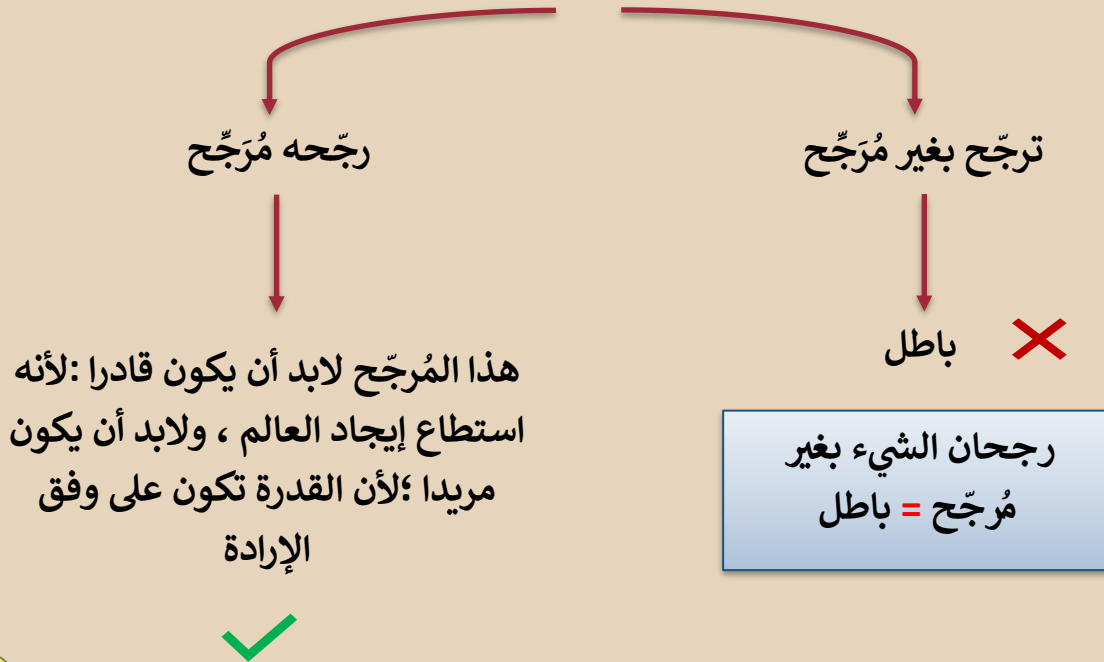 ترجّح بغير مُرَجِّح
رجّحه مُرَجِّح
باطل
رجحان الشيء بغير
مُرجّح = باطل
هذا المُرجّح لابد أن يكون قادرا :لأنه
استطاع إيجاد العالم ، ولابد أن يكون
مريدا ؛لأن القدرة تكون على وفق
الإرادة